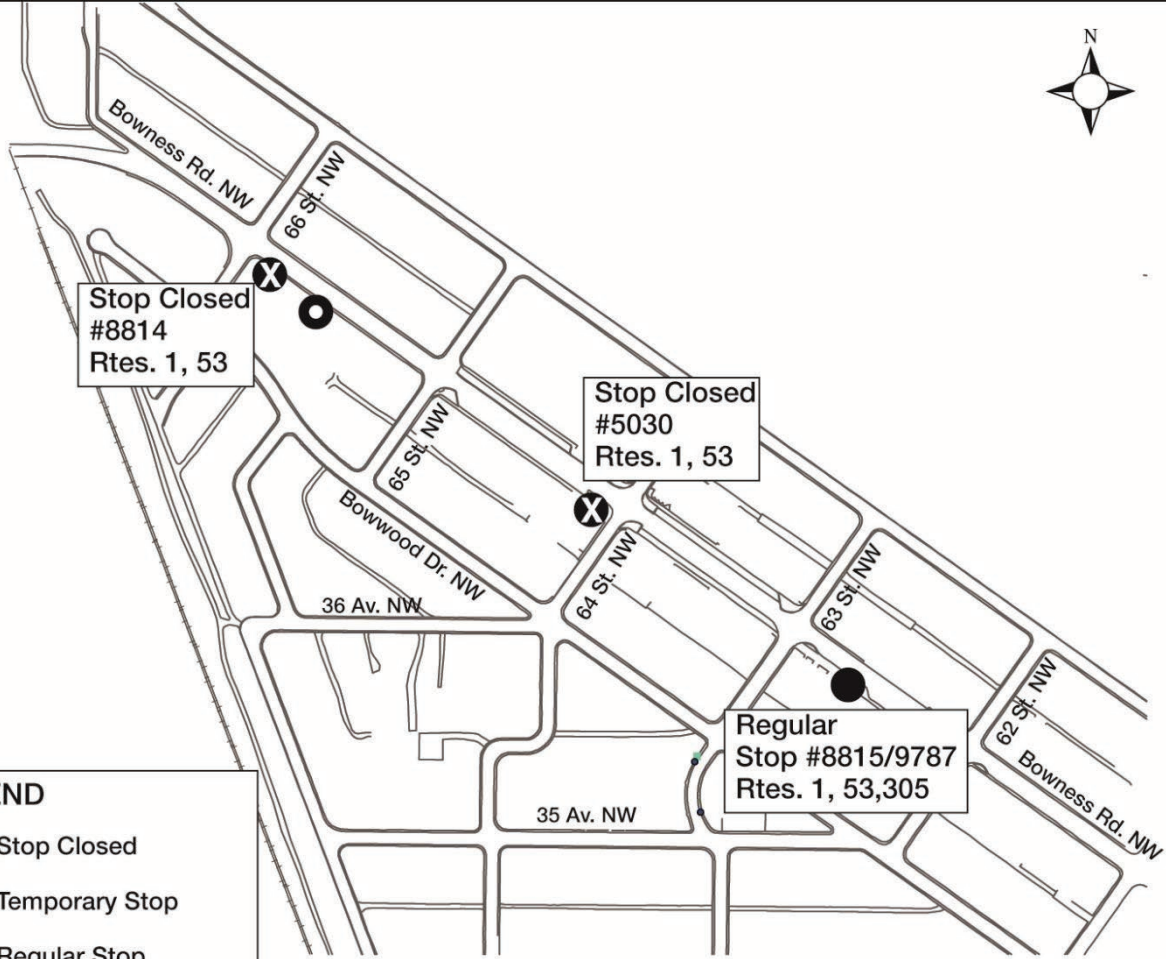 N
Bowness Rd. NW
66 St. NW
Stop Closed
#8814
Rtes. 1, 53
X
Stop Closed
#5030
Rtes. 1, 53
X
65 St. NW
Bowwood Dr. NW
64 St. NW
63 St. NW
36 Av. NW
62 St. NW
Regular
Stop #8815/9787
Rtes. 1, 53,305
Bowness Rd. NW
35 Av. NW
END
Stop Closed
Temporary Stop
Regular Stop